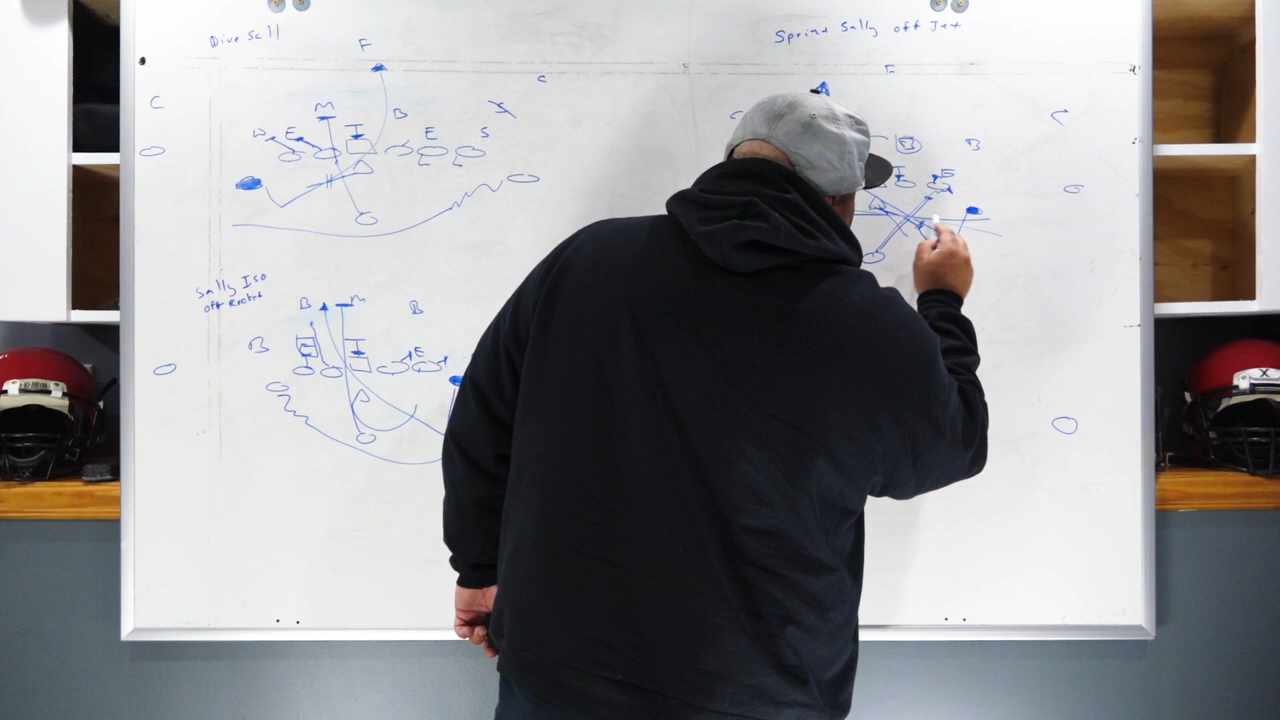 Dive Sall
Sprint Sally off Jet
F
E
C
C
C
C
M
B
W
E
I
E
S
B
B
I
E
Sally Iso
off Rocket
B
M
B
B
E
I
E
X